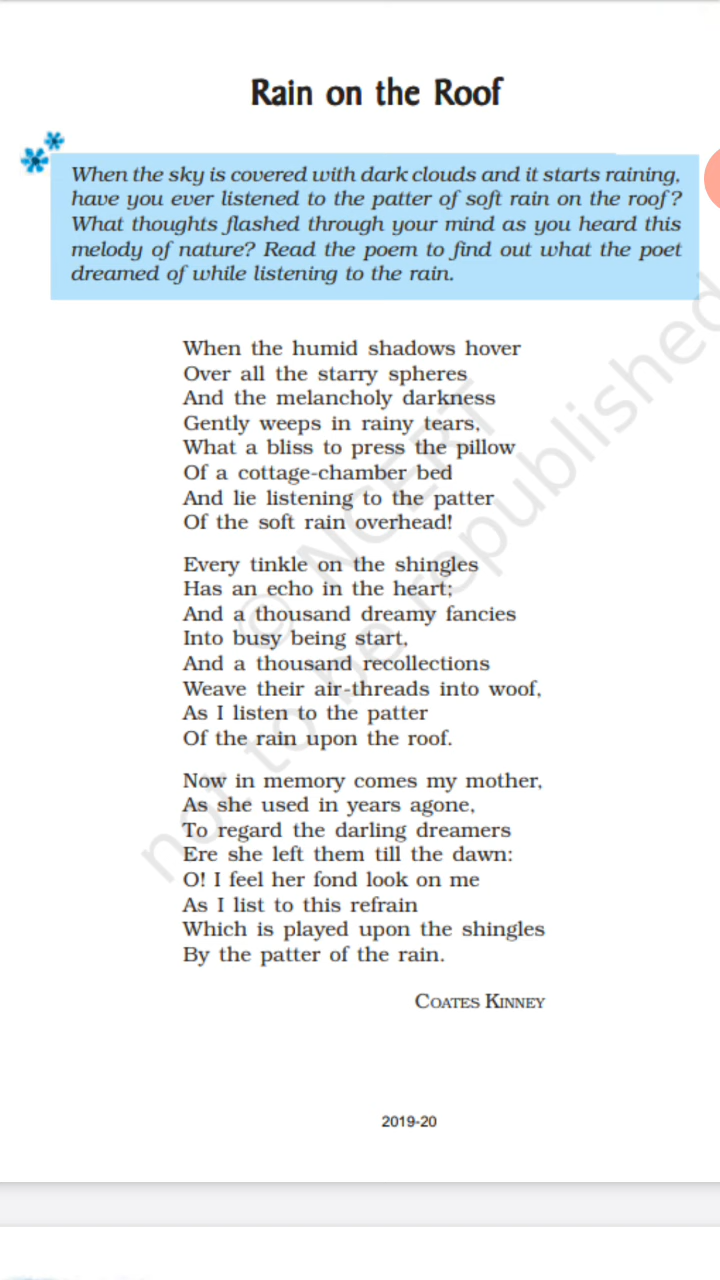 Rain on the Roof
When the sky is covered with dark clouds and it starts raining,
have you ever listened to the patter of soft rain on the roof?
What thoughts flashed through your mind as you heard this
melody of nature? Read the poem to find out what the poet
dreamed of while listening to the rain.
When the humid shadows hover
Over all the starry spheres
And the melancholy darkness
Gently weeps in rainy tears,
What a bliss to press the pillow
Of a cottage-chamber bed
And lie listening to the patter
Of the soft rain overhead!
Every tinkle on the shingles
Has an echo in the heart;
And a thousand dreamy fancies
Into busy being start,
And a thousand recollections
Weave their air-threads into woof,
As I listen to the patter
Of the rain upon the roof.
Now in memory comes my mother,
As she used in years agone,
To regard the darling dreamers
Ere she left them till the dawn:
O! I feel her fond look on me
As I list to this refrain
Which is played upon the shingles
By the patter of the rain.
COATES KINNEY
© NCERT
not to be republished
2019-20